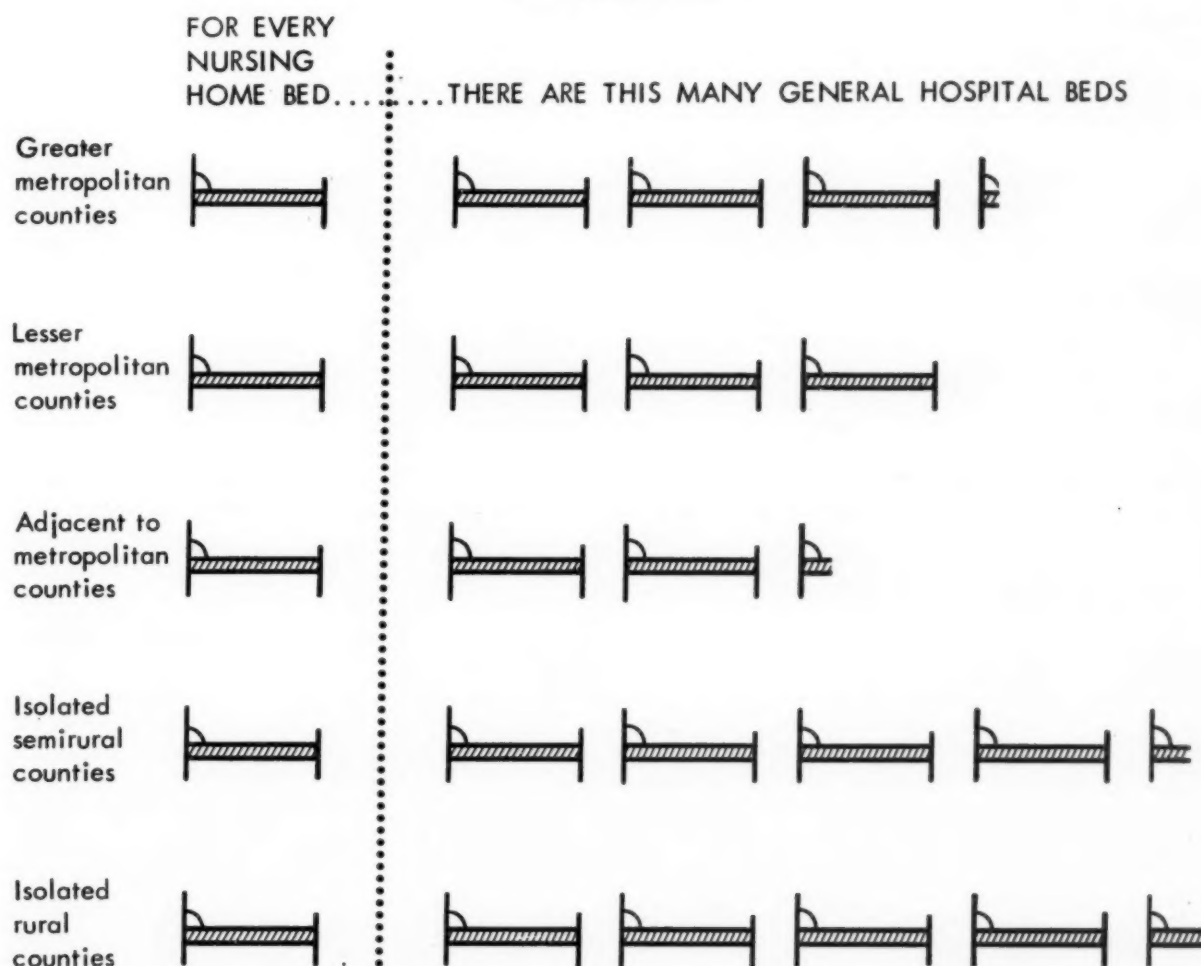 FOR EVERY
NURSING
HOME BED........THERE ARE THIS MANY GENERAL HOSPITAL BEDS
Greater
metropolitan
counties
Lesser
metropolitan
counties
Adjacent to
metropolitan
counties
Isolated
semirural
counties
Isolated
rural
counties